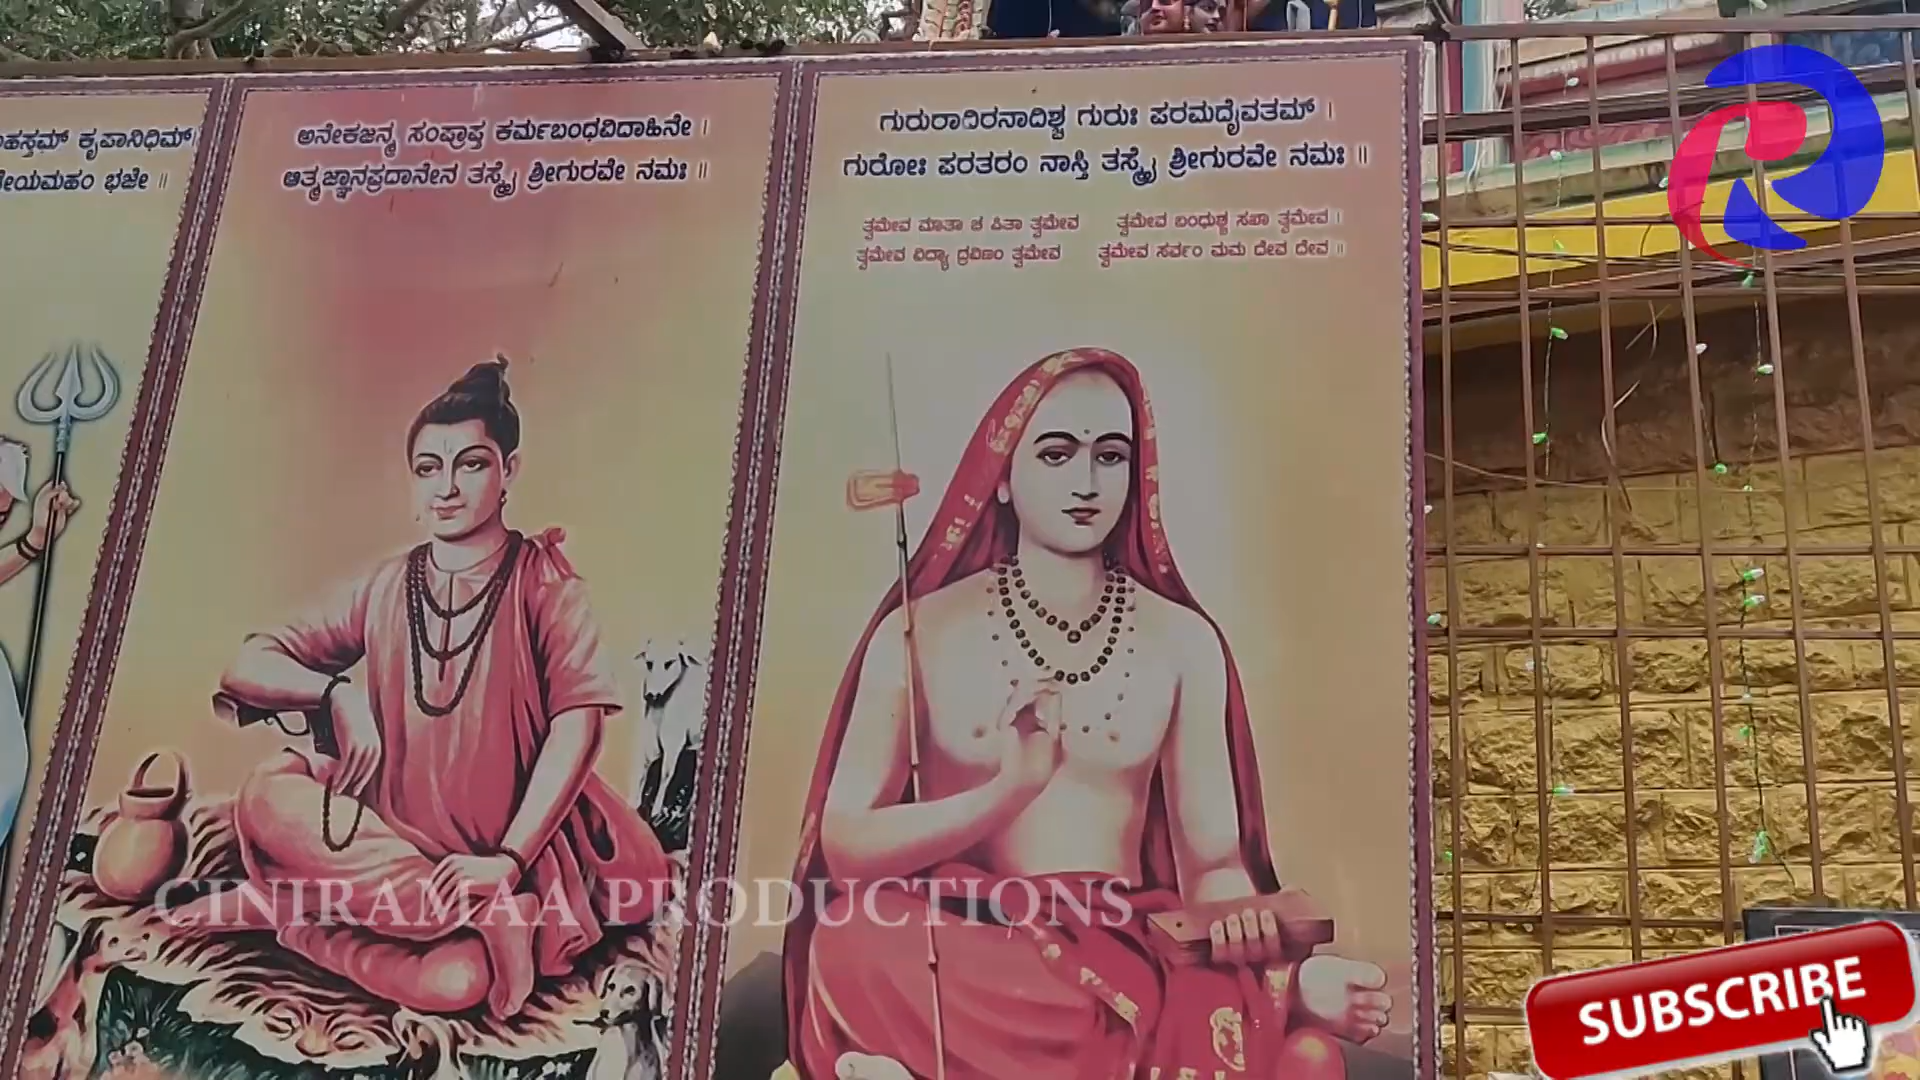 ಹಸ್ತಮ್ ಕೃಪಾನಿಧಿಮ್।
ಯಮಹಂ ಭಜೇ ॥
ಅನೇಕಜನ್ಮ ಸಂಪ್ರಾಪ್ತ ಕರ್ಮಬಂಧವಿದಾಹಿನೇ ।
ಆತ್ಮಜ್ಞಾನಪ್ರದಾನೇನ ತಸ್ಮೈ ಶ್ರೀಗುರವೇ ನಮಃ ॥
ಗುರುಃ ಪರಮದೈವತಮ್ ।
ಗುರೋಃ ಪರತರಂ ನಾಸ್ತಿ ತಸ್ಮೈ ಶ್ರೀಗುರವೇ ನಮಃ ॥
ತ್ವಮೇವ ಮಾತಾ ಚ ಪಿತಾ ತ್ವಮೇವ ತ್ವಮೇವ ಬಂಧುಶ್ಚ ಸಖಾ ತ್ವಮೇವ ।
ತ್ವಮೇವ ವಿದ್ಯಾ ದ್ರವಿಣಂ ತ್ವಮೇವ ತ್ವಮೇವ ಸರ್ವಂ ಮಮ ದೇವ ದೇವ ॥
CINIRAMAA PRODUCTIONS
SUBSCRIBE